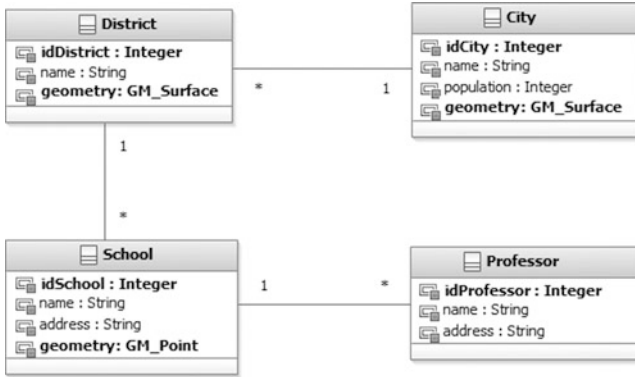 District
idDistrict : Integer
name : String
geometry: GM_Surface
* 1
City
idCity : Integer
name : String
population : Integer
geometry: GM_Surface
1
*
School
idSchool : Integer
name : String
address : String
geometry: GM_Point
1 *
Professor
idProfessor : Integer
name : String
address : String